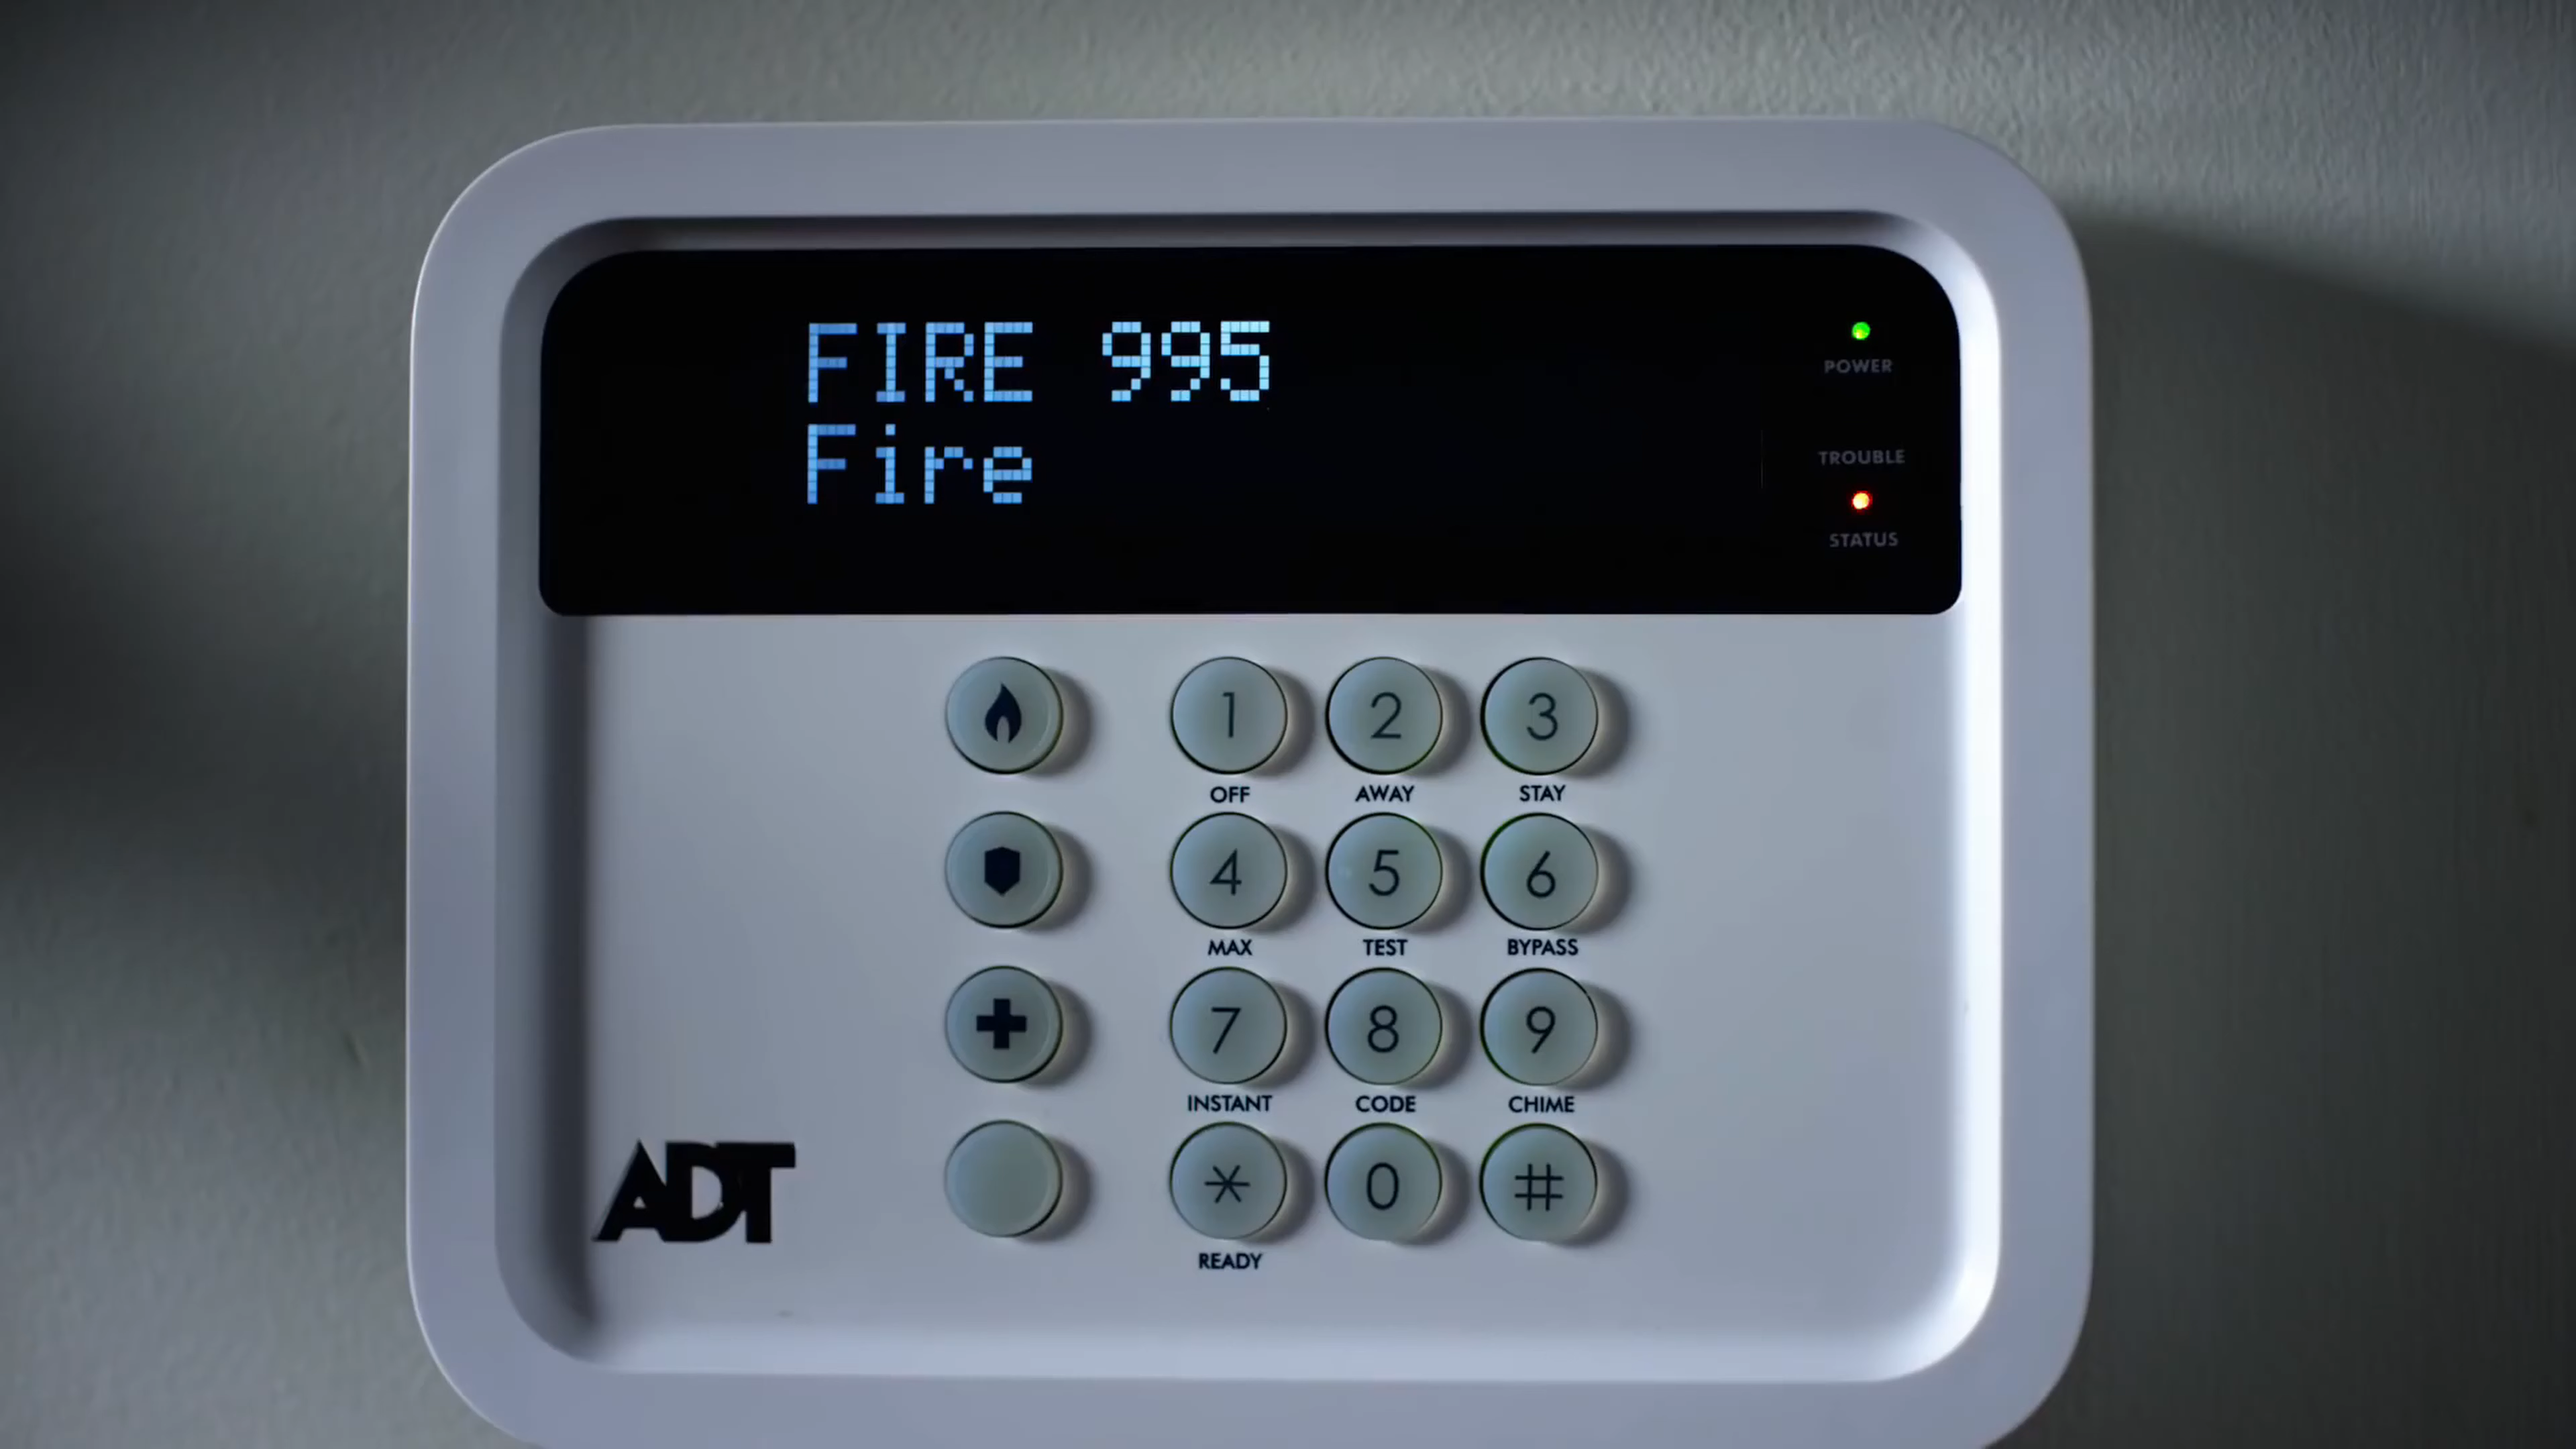 FIRE 995
Fire
POWER
TROUBLE
STATUS
1 2 3
OFF AWAY STAY
4 5 6
MAX TEST BYPASS
7 8 9
INSTANT CODE CHIME
* 0 #
READY
ADT